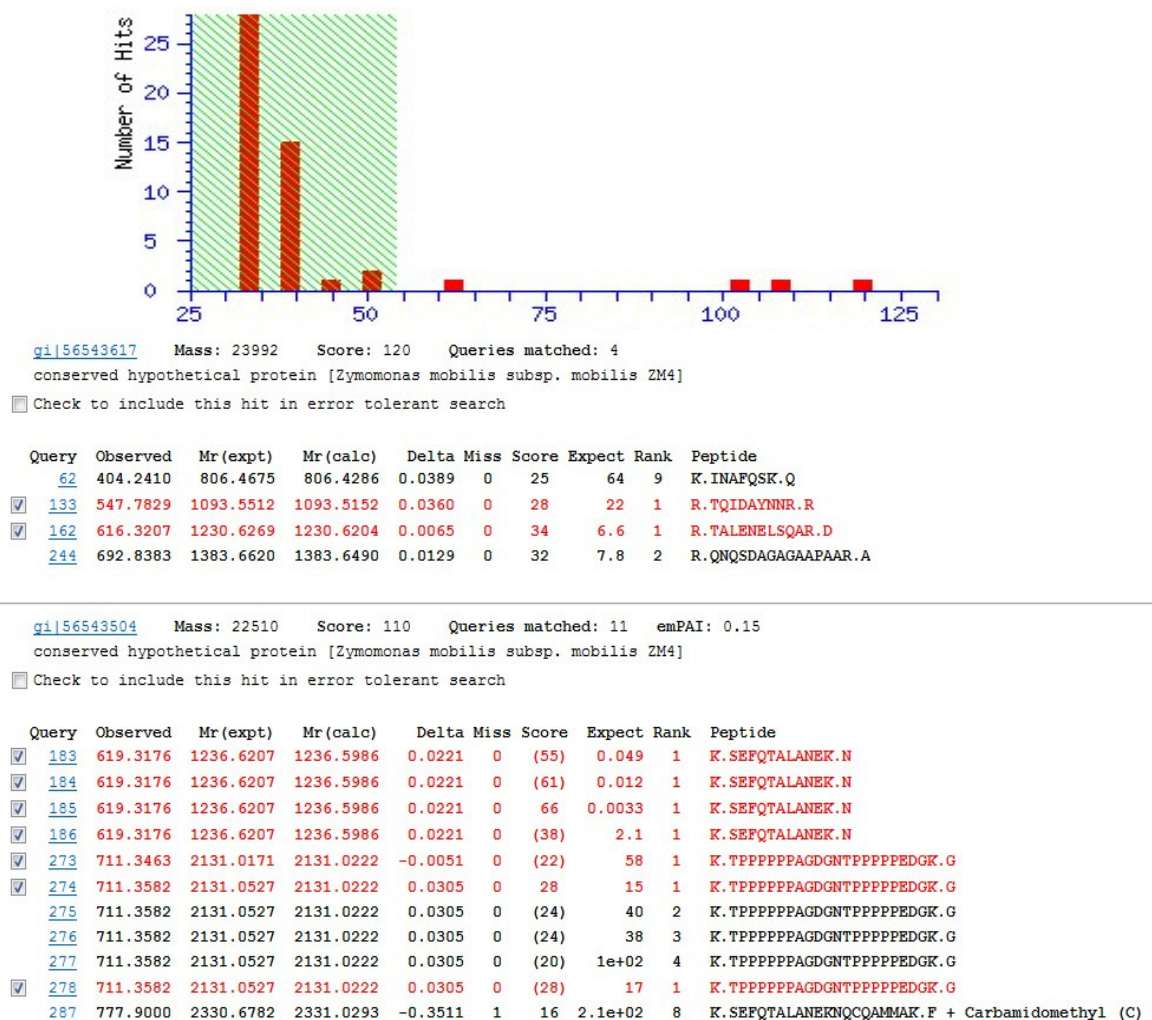 Number of Hits
25
20
15
10
5
0
25 50 75 100 125
gi|56543617 Mass: 23992 Score: 120 Queries matched: 4
conserved hypothetical protein [Zymomonas mobilis subsp. mobilis ZM4]
Check to include this hit in error tolerant search
Query Observed Mr(expt) Mr(calc) Delta Miss Score Expect Rank Peptide
62 404.2410 806.4675 806.4286 0.0389 0 25 64 9 K.INAFQSK.Q
133 547.7829 1093.5512 1093.5152 0.0360 0 28 22 1 R.TQIDAYNNR.R
162 616.3207 1230.6269 1230.6204 0.0065 0 34 6.6 1 R.TALENELSQAR.D
244 692.8383 1383.6620 1383.6490 0.0129 0 32 7.8 2 R.QNQSDAGAGAAPAAR.A
gi|56543504 Mass: 22510 Score: 110 Queries matched: 11 emPAI: 0.15
conserved hypothetical protein [Zymomonas mobilis subsp. mobilis ZM4]
Check to include this hit in error tolerant search
Query Observed Mr(expt) Mr(calc) Delta Miss Score Expect Rank Peptide
183 619.3176 1236.6207 1236.5986 0.0221 0 (55) 0.049 1 K.SEFQTALANEK.N
184 619.3176 1236.6207 1236.5986 0.0221 0 (61) 0.012 1 K.SEFQTALANEK.N
185 619.3176 1236.6207 1236.5986 0.0221 0 66 0.0033 1 K.SEFQTALANEK.N
186 619.3176 1236.6207 1236.5986 0.0221 0 (38) 2.1 1 K.SEFQTALANEK.N
273 711.3463 2131.0171 2131.0222 -0.0051 0 (22) 58 1 K.TPPPPPPAGDGNTPPPPPEDGK.G
274 711.3582 2131.0527 2131.0222 0.0305 0 28 15 1 K.TPPPPPPAGDGNTPPPPPEDGK.G
275 711.3582 2131.0527 2131.0222 0.0305 0 (24) 40 2 K.TPPPPPPAGDGNTPPPPPEDGK.G
276 711.3582 2131.0527 2131.0222 0.0305 0 (24) 38 3 K.TPPPPPPAGDGNTPPPPPEDGK.G
277 711.3582 2131.0527 2131.0222 0.0305 0 (20) 1e+02 4 K.TPPPPPPAGDGNTPPPPPEDGK.G
278 711.3582 2131.0527 2131.0222 0.0305 0 (28) 17 1 K.TPPPPPPAGDGNTPPPPPEDGK.G
287 777.9000 2330.6782 2331.0293 -0.3511 1 16 2.1e+02 8 K.SEFQTALANEKNQCQAMMAK.F + Carbamidomethyl (C)